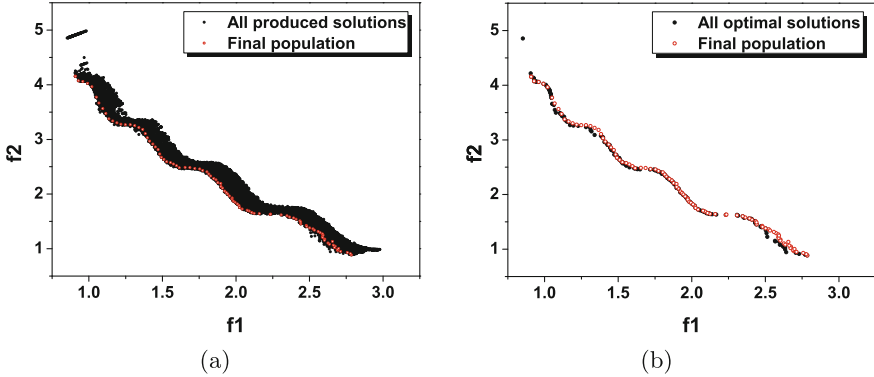 All produced solutions
Final population
5
4
3
2
1
f2
1.0
1.5
2.0
2.5
3.0
f1
(a)
All optimal solutions
Final population
5
4
3
2
1
f2
1.0
1.5
2.0
2.5
3.0
f1
(b)